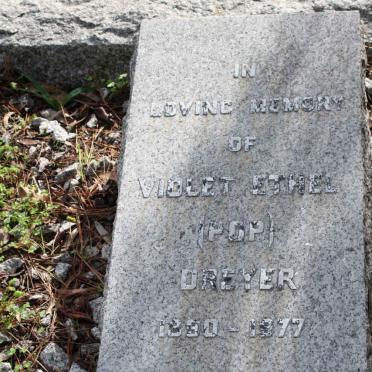 IN
LOVING MEMORY
OF
VIOLET ETHEL
(POP)
DREYER
1890 - 1977